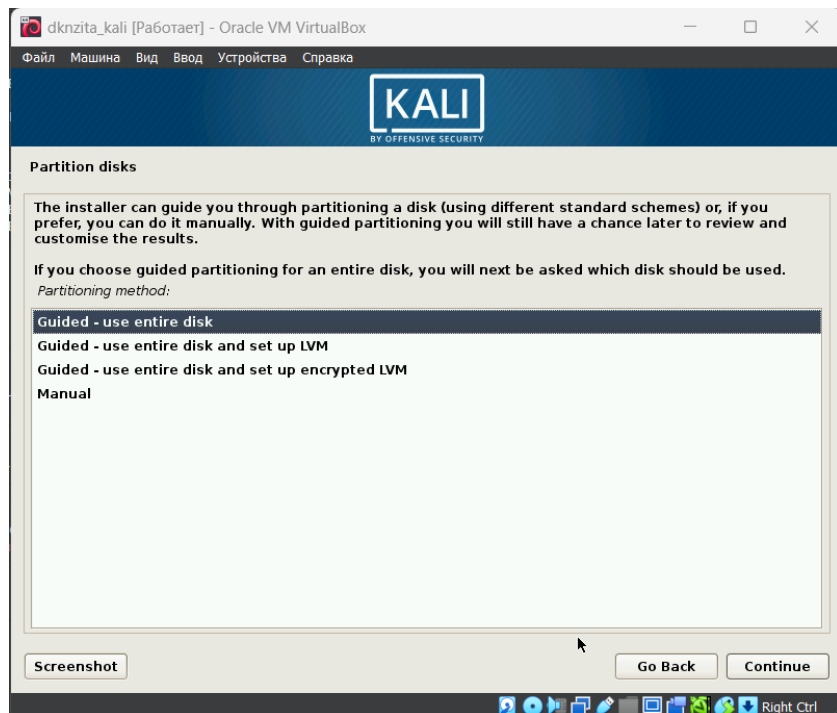 dknzita_kali [Работает] - Oracle VM VirtualBox
Файл Машина Вид Ввод Устройства Справка
KALI
BY OFFENSIVE SECURITY
Partition disks
The installer can guide you through partitioning a disk (using different standard schemes) or, if you
prefer, you can do it manually. With guided partitioning you will still have a chance later to review and
customise the results.
If you choose guided partitioning for an entire disk, you will next be asked which disk should be used.
Partitioning method:
Guided - use entire disk
Guided - use entire disk and set up LVM
Guided - use entire disk and set up encrypted LVM
Manual
Screenshot Go Back Continue
Right Ctrl